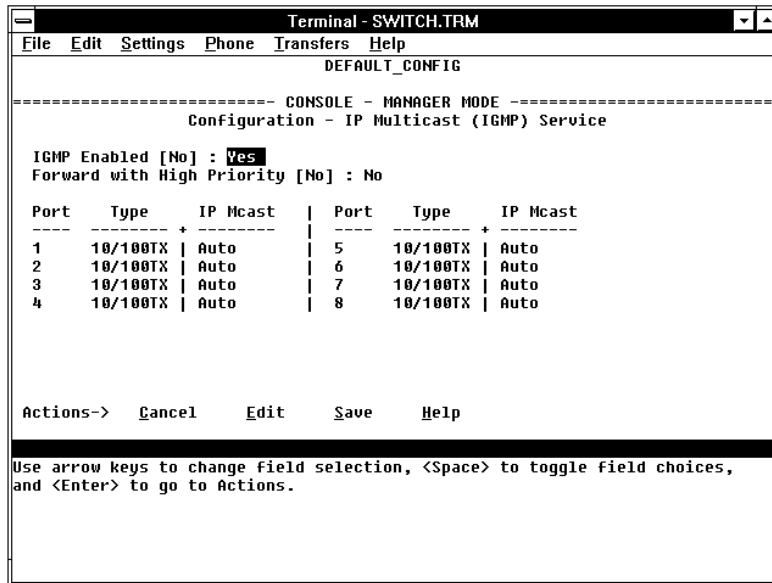 Terminal - SWITCH.TRM
File Edit Settings Phone Transfers Help
DEFAULT_CONFIG
==========================- CONSOLE - MANAGER MODE -==========================
Configuration - IP Multicast (IGMP) Service
IGMP Enabled [No] : Yes
Forward with High Priority [No] : No
Port Type IP Mcast | Port Type IP Mcast
---- -------- + -------- | ---- -------- + --------
1 10/100TX | Auto | 5 10/100TX | Auto
2 10/100TX | Auto | 6 10/100TX | Auto
3 10/100TX | Auto | 7 10/100TX | Auto
4 10/100TX | Auto | 8 10/100TX | Auto
Actions-> Cancel Edit Save Help
Use arrow keys to change field selection, <Space> to toggle field choices,
and <Enter> to go to Actions.